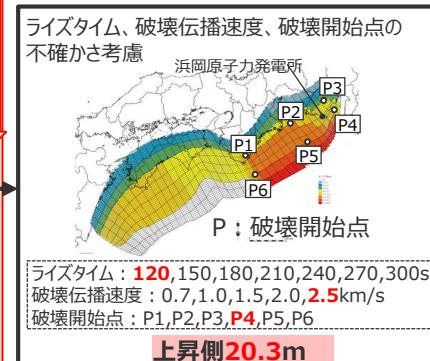 ライズタイム、破壊伝播速度、破壊開始点の
不確かさ考慮
浜岡原子力発電所
P3
P2
P4
P1
P5
P6
P：破壊開始点
ライズタイム：120,150,180,210,240,270,300s
破壊伝播速度：0.7,1.0,1.5,2.0,2.5km/s
破壊開始点：P1,P2,P3,P4,P5,P6
上昇側20.3m